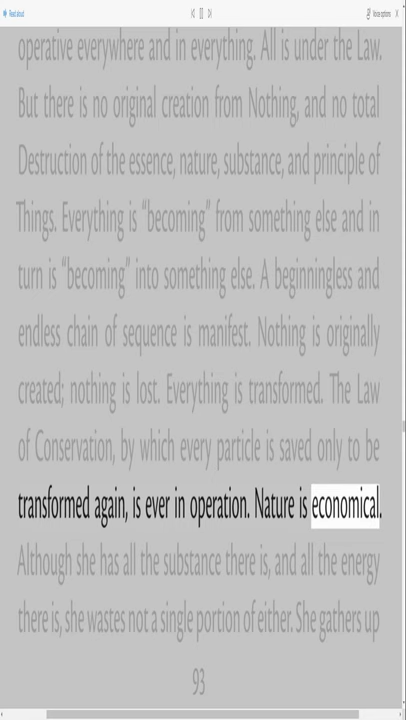 Read aloud
Voice options
operative everywhere and in everything. All is under the Law.
But there is no original creation from Nothing, and no total
Destruction of the essence, nature, substance, and principle of
Things. Everything is “becoming” from something else and in
turn is “becoming” into something else. A beginningless and
endless chain of sequence is manifest. Nothing is originally
created; nothing is lost. Everything is transformed. The Law
of Conservation, by which every particle is saved only to be
transformed again, is ever in operation. Nature is economical.
Although she has all the substance there is, and all the energy
there is, she wastes not a single portion of either. She gathers up
93